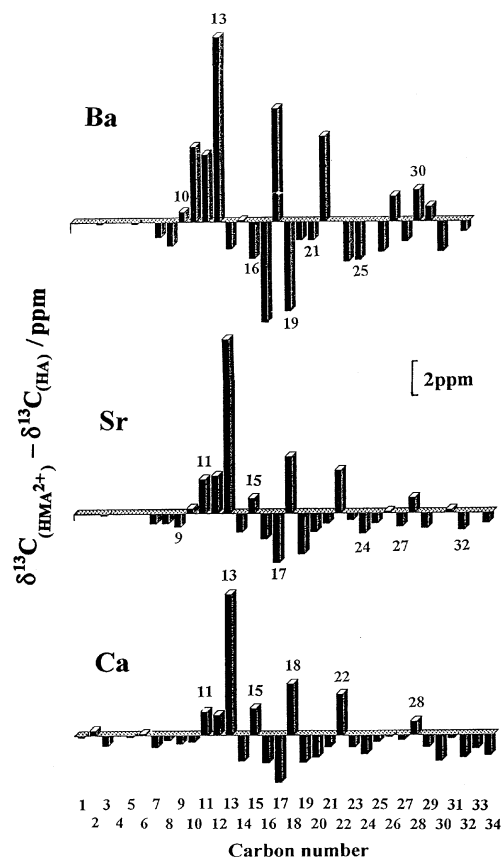 13
Ba
10
30
16
21
25
19
2ppm
Sr
11
15
9
24
27
32
17
13
Ca
18
11
15
22
28
δ¹³C(HMA²⁺) – δ¹³C(HA) / ppm
1 3 5 7 9 11 13 15 17 19 21 23 25 27 29 31 33
2 4 6 8 10 12 14 16 18 20 22 24 26 28 30 32 34
Carbon number